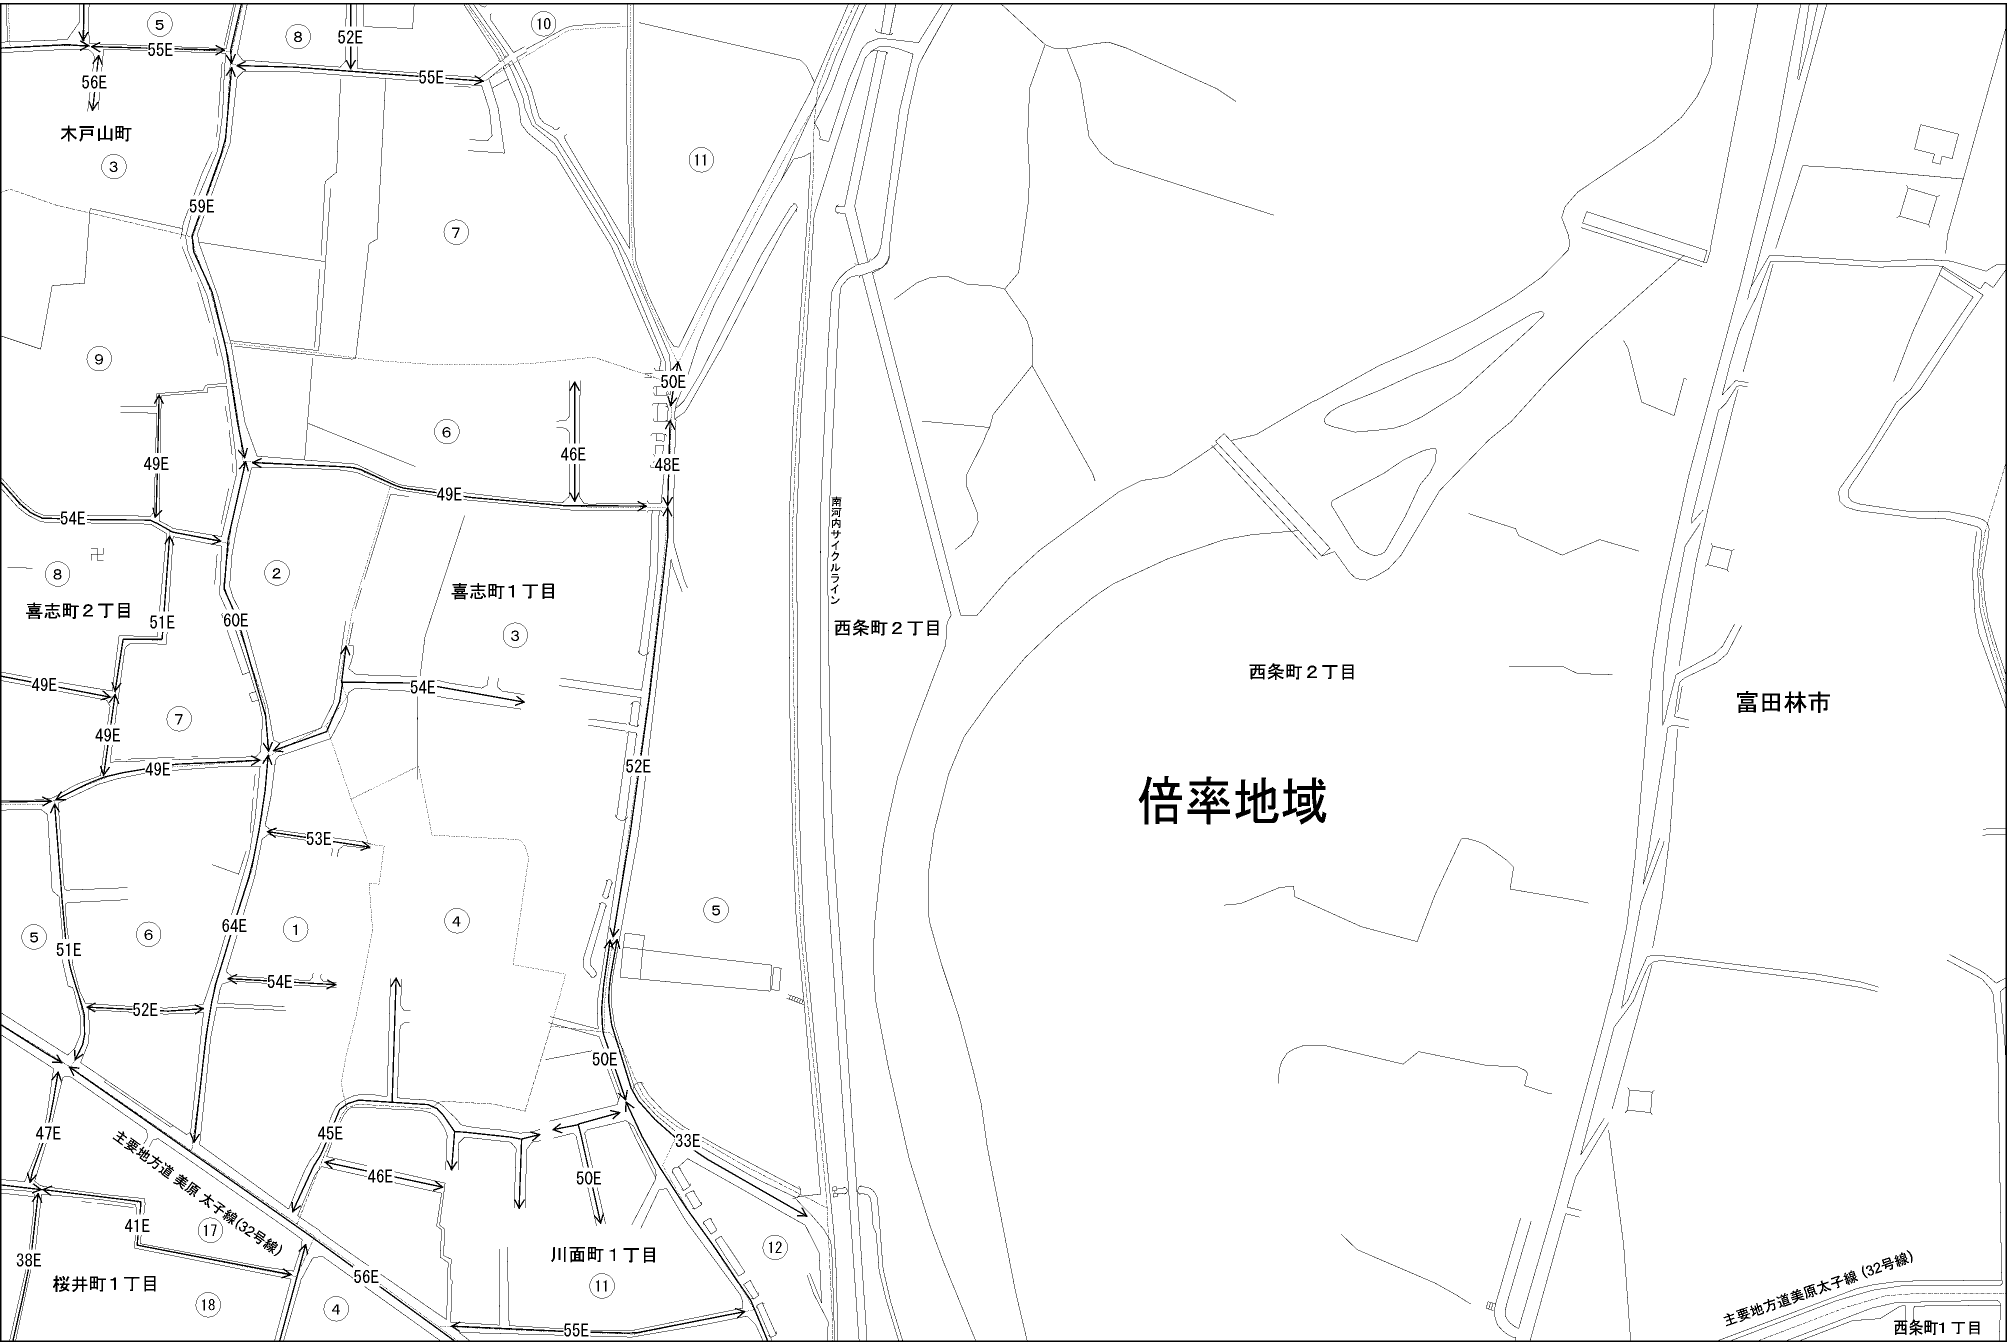 5
10
8
52E
55E
55E
56E
木戸山町
3
11
59E
7
9
50E
6
46E
49E
48E
49E
54E
南河内サイクルライン
卍
8
2
喜志町1丁目
喜志町2丁目
51E
60E
3
西条町2丁目
西条町2丁目
49E
54E
富田林市
7
49E
49E
52E
倍率地域
53E
5
4
64E
1
6
5
51E
54E
52E
50E
47E
45E
33E
主要地方道 美原 太子線(32号線)
46E
50E
41E
17
川面町1丁目
12
38E
桜井町1丁目
56E
11
主要地方道美原太子線 (32号線)
18
4
55E
西条町1丁目